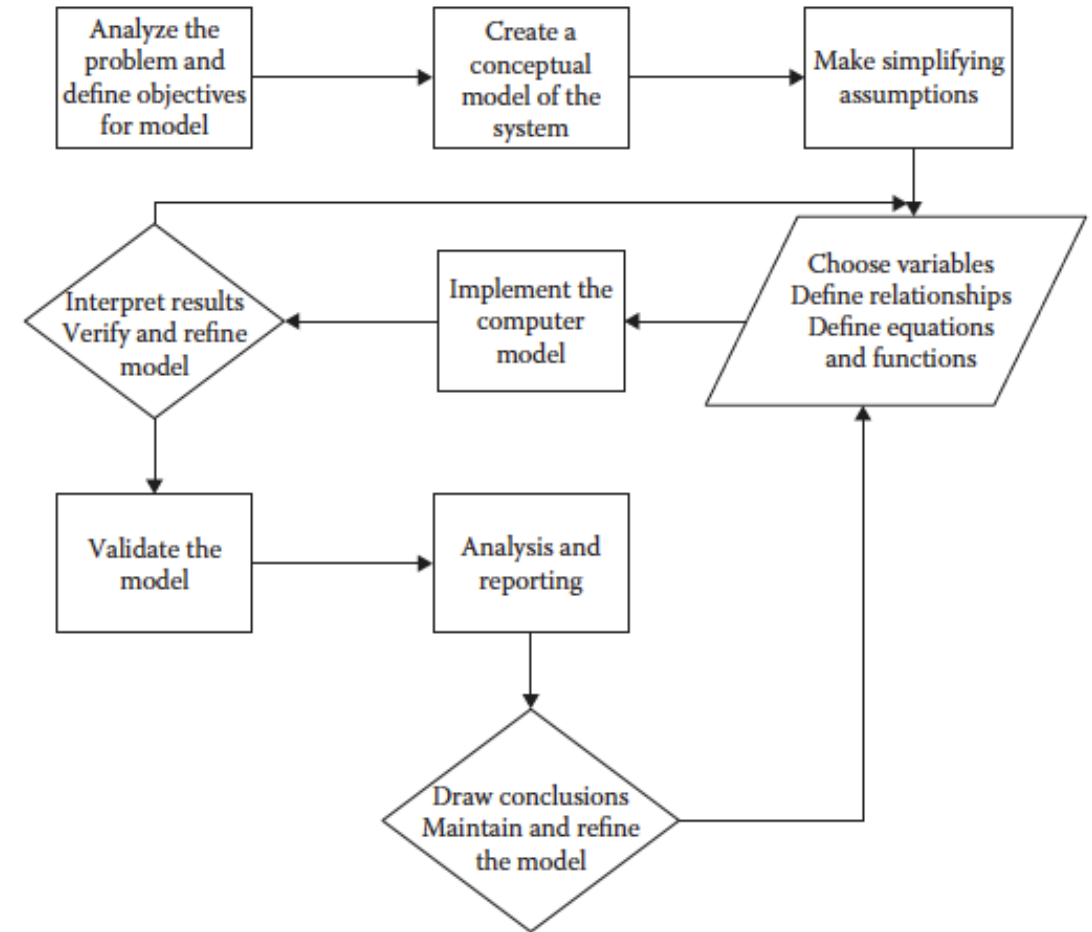 Analyze the
problem and
define objectives
for model
Create a
conceptual
model of the
system
Make simplifying
assumptions
Choose variables
Define relationships
Define equations
and functions
Implement the
computer
model
Interpret results
Verify and refine
model
Validate the
model
Analysis and
reporting
Draw conclusions
Maintain and refine
the model